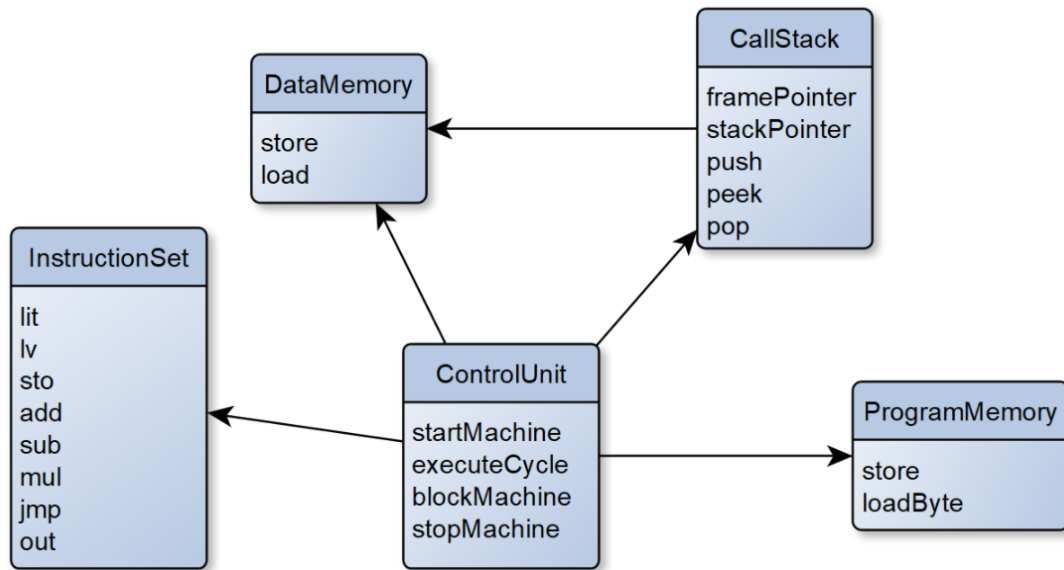 CallStack
framePointer
stackPointer
push
peek
pop
DataMemory
store
load
InstructionSet
lit
lv
sto
add
sub
mul
jmp
out
ControlUnit
startMachine
executeCycle
blockMachine
stopMachine
ProgramMemory
store
loadByte